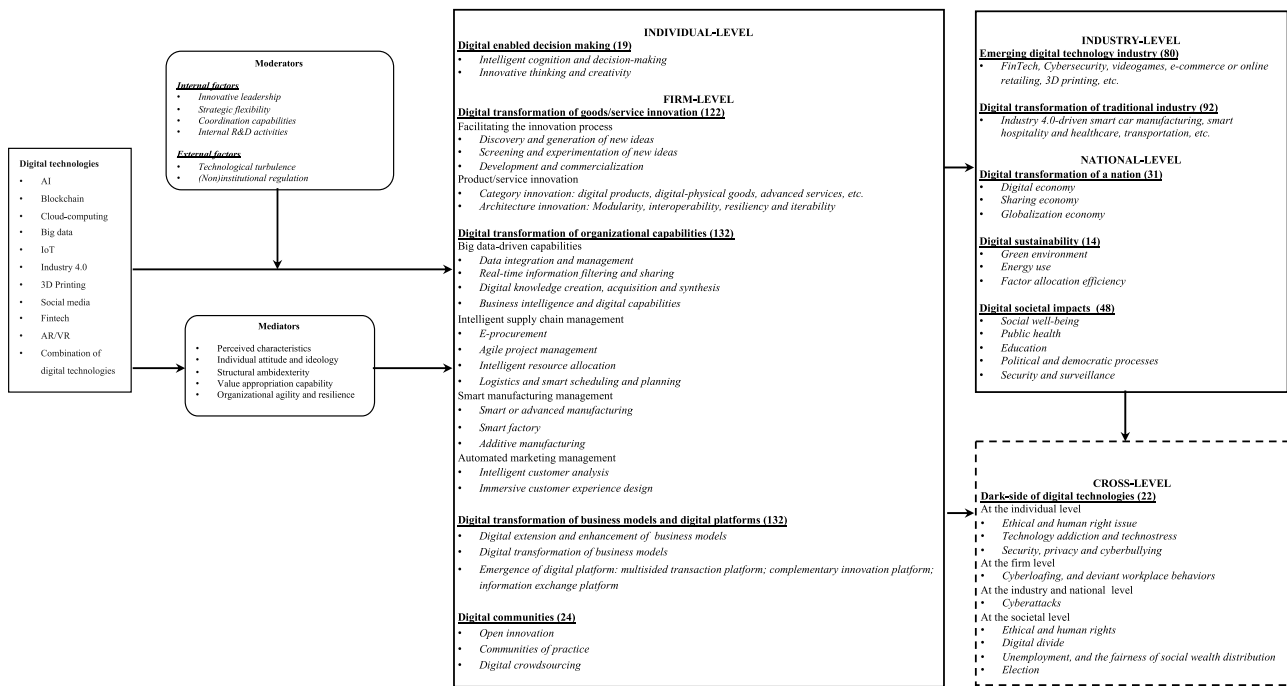 Digital technologies
• AI
• Blockchain
• Cloud-computing
• Big data
• IoT
• Industry 4.0
• 3D Printing
• Social media
• Fintech
• AR/VR
• Combination of
digital technologies
Moderators
Internal factors
• Innovative leadership
• Strategic flexibility
• Coordination capabilities
• Internal R&D activities
External factors
• Technological turbulence
• (Non)institutional regulation
Mediators
• Perceived characteristics
• Individual attitude and ideology
• Structural ambidexterity
• Value appropriation capability
• Organizational agility and resilience
INDIVIDUAL-LEVEL
Digital enabled decision making (19)
• Intelligent cognition and decision-making
• Innovative thinking and creativity
FIRM-LEVEL
Digital transformation of goods/service innovation (122)
Facilitating the innovation process
• Discovery and generation of new ideas
• Screening and experimentation of new ideas
• Development and commercialization
Product/service innovation
• Category innovation: digital products, digital-physical goods, advanced services, etc.
• Architecture innovation: Modularity, interoperability, resiliency and iterability
Digital transformation of organizational capabilities (132)
Big data-driven capabilities
• Data integration and management
• Real-time information filtering and sharing
• Digital knowledge creation, acquisition and synthesis
• Business intelligence and digital capabilities
Intelligent supply chain management
• E-procurement
• Agile project management
• Intelligent resource allocation
• Logistics and smart scheduling and planning
Smart manufacturing management
• Smart or advanced manufacturing
• Smart factory
• Additive manufacturing
Automated marketing management
• Intelligent customer analysis
• Immersive customer experience design
Digital transformation of business models and digital platforms (132)
• Digital extension and enhancement of business models
• Digital transformation of business models
• Emergence of digital platform: multisided transaction platform; complementary innovation platform;
information exchange platform
Digital communities (24)
• Open innovation
• Communities of practice
• Digital crowdsourcing
INDUSTRY-LEVEL
Emerging digital technology industry (80)
• FinTech, Cybersecurity, videogames, e-commerce or online
retailing, 3D printing, etc.
Digital transformation of traditional industry (92)
• Industry 4.0-driven smart car manufacturing, smart
hospitality and healthcare, transportation, etc.
NATIONAL-LEVEL
Digital transformation of a nation (31)
• Digital economy
• Sharing economy
• Globalization economy
Digital sustainability (14)
• Green environment
• Energy use
• Factor allocation efficiency
Digital societal impacts (48)
• Social well-being
• Public health
• Education
• Political and democratic processes
• Security and surveillance
CROSS-LEVEL
Dark-side of digital technologies (22)
At the individual level
• Ethical and human right issue
• Technology addiction and technostress
• Security, privacy and cyberbullying
At the firm level
• Cyberloafing, and deviant workplace behaviors
At the industry and national level
• Cyberattacks
At the societal level
• Ethical and human rights
• Digital divide
• Unemployment, and the fairness of social wealth distribution
• Election